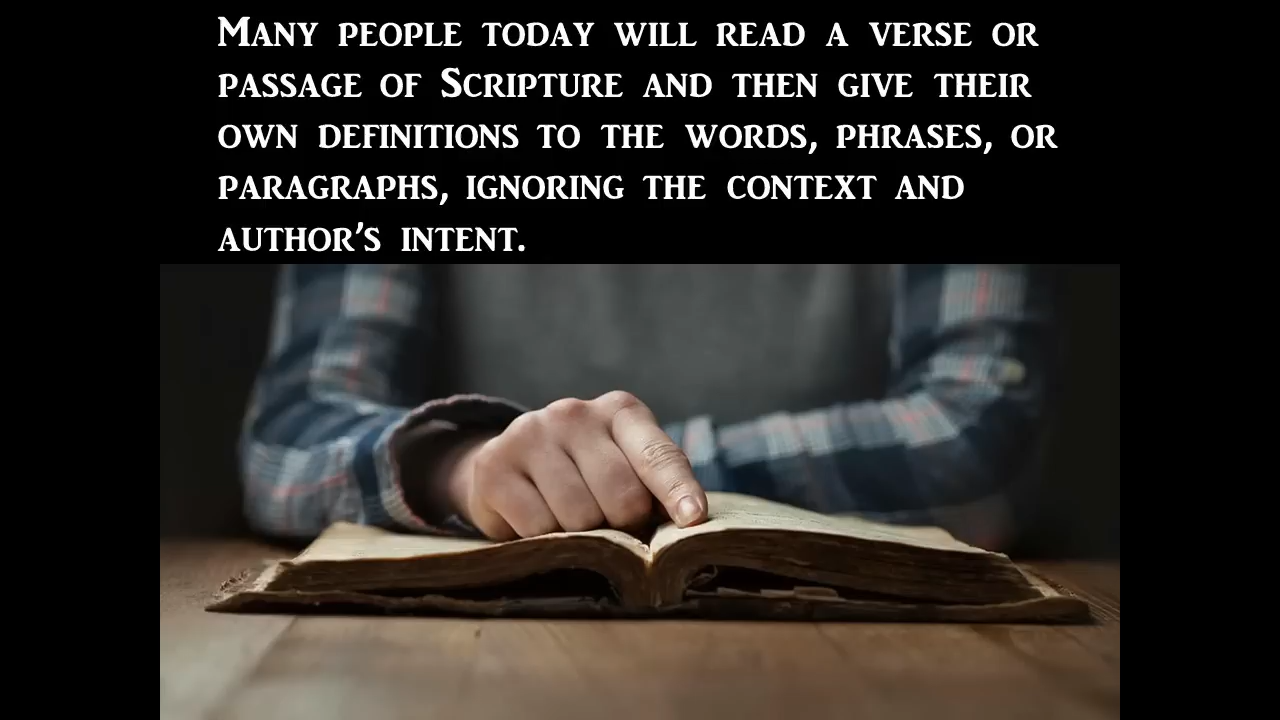 Many people today will read a verse or
passage of Scripture and then give their
own definitions to the words, phrases, or
paragraphs, ignoring the context and
author's intent.